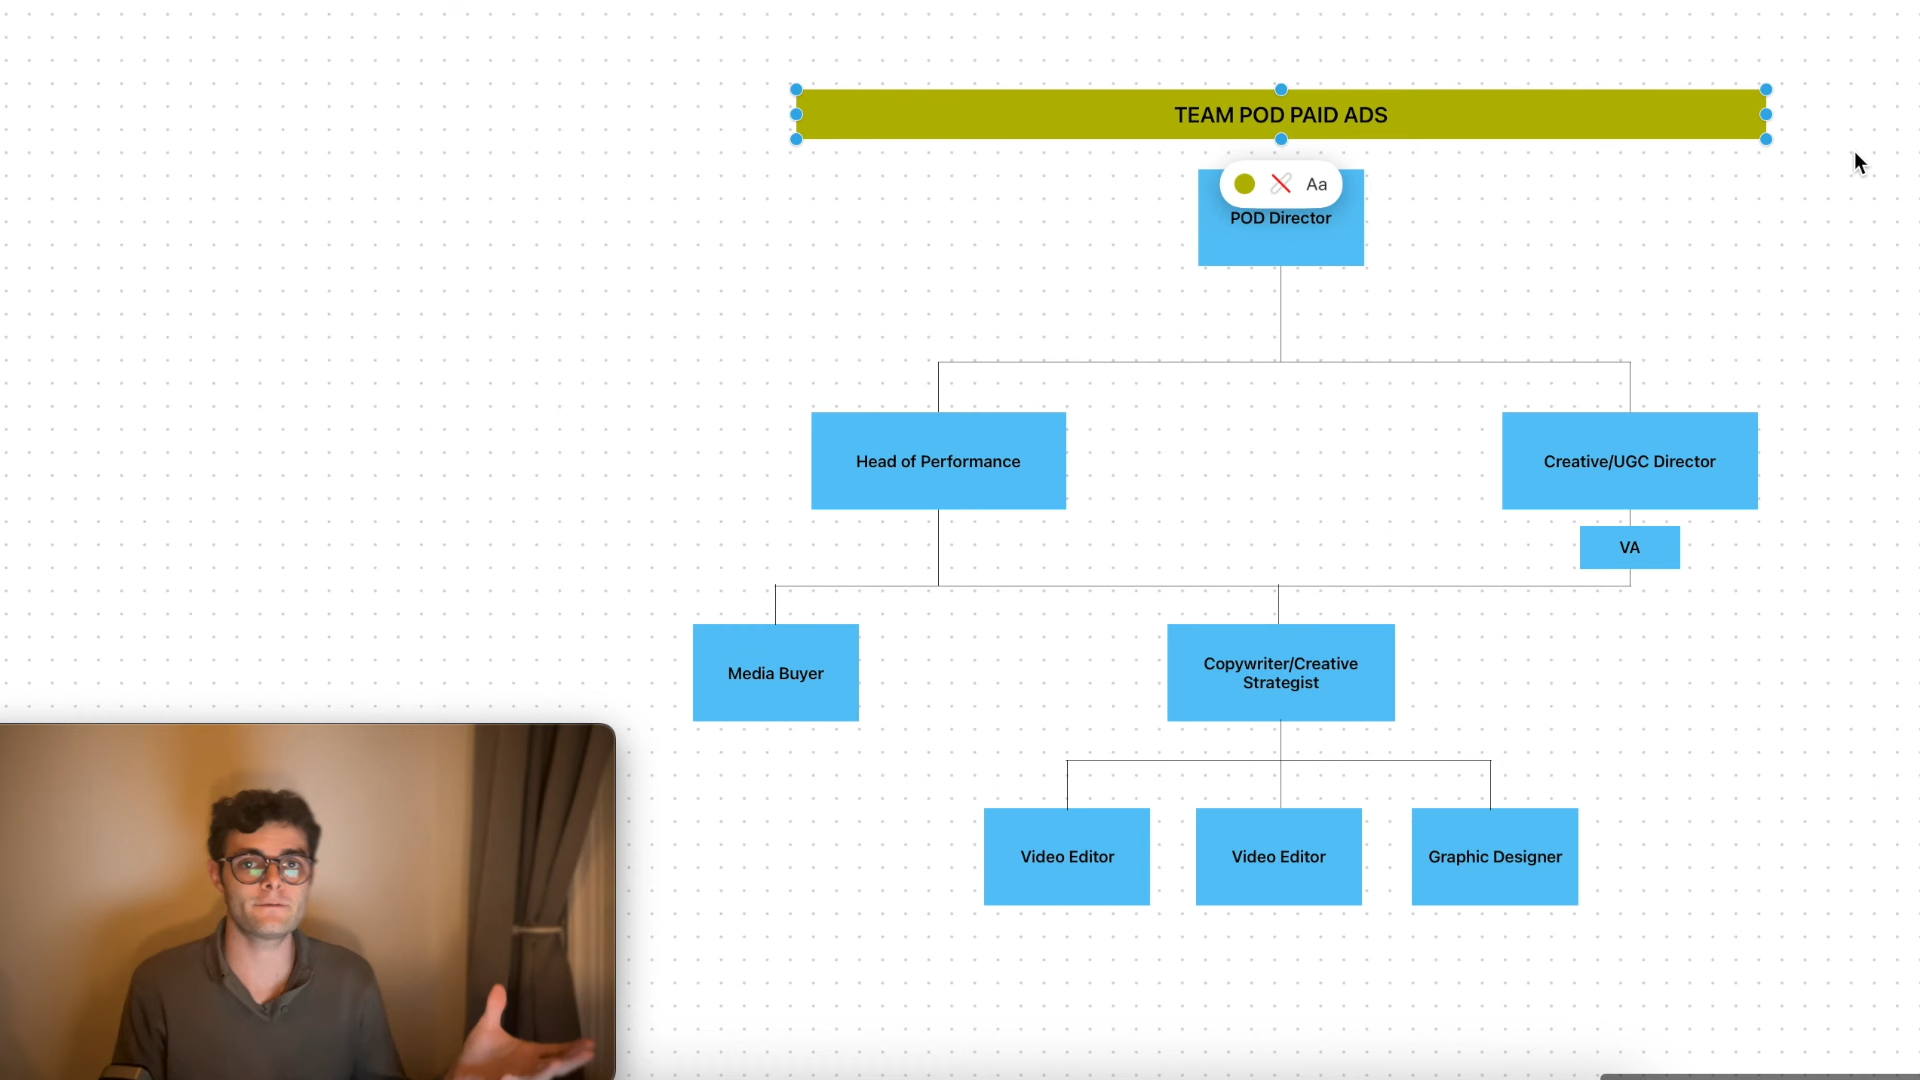 TEAM POD PAID ADS
Aa
POD Director
Head of Performance
Creative/UGC Director
VA
Media Buyer
Copywriter/Creative
Strategist
Video Editor
Video Editor
Graphic Designer